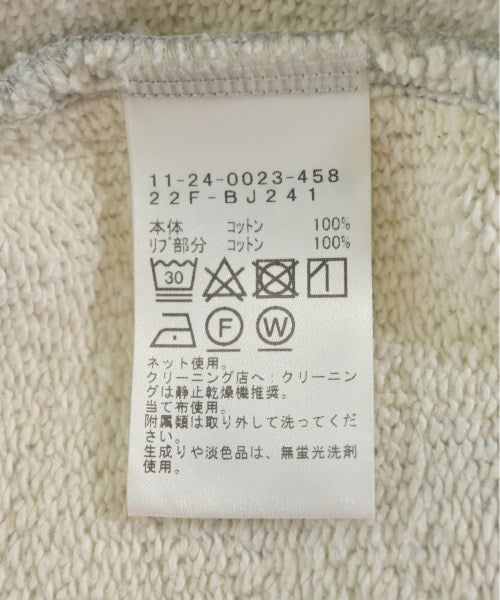 11-24-0023-458
22F-BJ241
本体 コットン 100%
ﾘﾌﾞ部分 コットン 100%
30
F W
ネット使用。
クリーニング店へ・クリーニン
グは静止乾燥機推奨。
当て布使用。
附属類は取り外して洗ってくだ
さい。
生成りや淡色品は、無蛍光洗剤
使用。